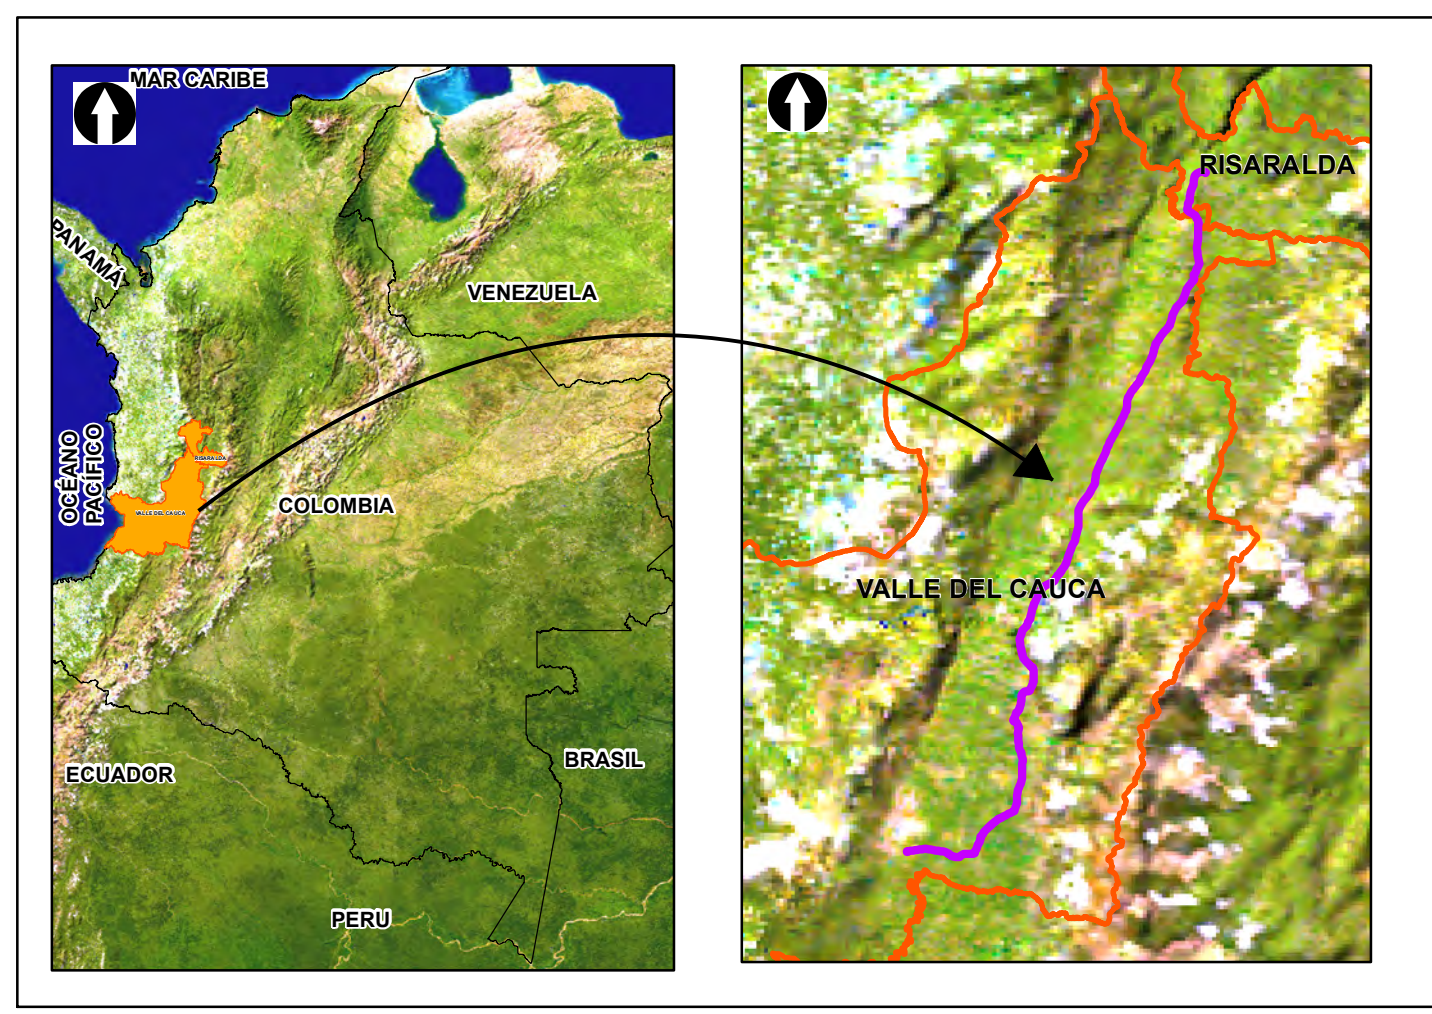 MAR CARIBE
PANAMÁ
VENEZUELA
OCÉANO
PACÍFICO
RISARALDA
VALLE DEL CAUCA
COLOMBIA
ECUADOR
BRASIL
PERU
RISARALDA
VALLE DEL CAUCA